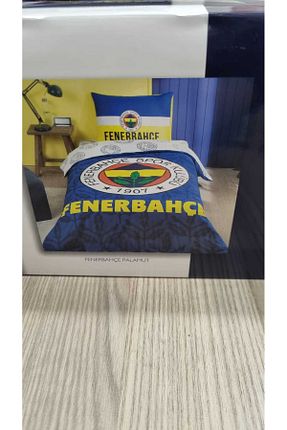 FENERBAHÇE
FENERBAHÇE SPOR KULÜBÜ
1907
FENERBAHÇE
FENERBAHÇE PALAMUT